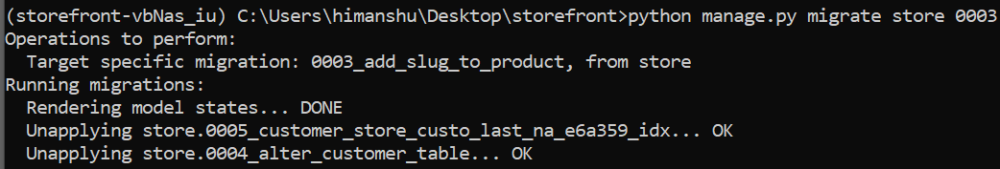 (storefront-vbNas_iu) C:\Users\himanshu\Desktop\storefront>python manage.py migrate store 0003
Operations to perform:
  Target specific migration: 0003_add_slug_to_product, from store
Running migrations:
  Rendering model states... DONE
  Unapplying store.0005_customer_store_custo_last_na_e6a359_idx... OK
  Unapplying store.0004_alter_customer_table... OK